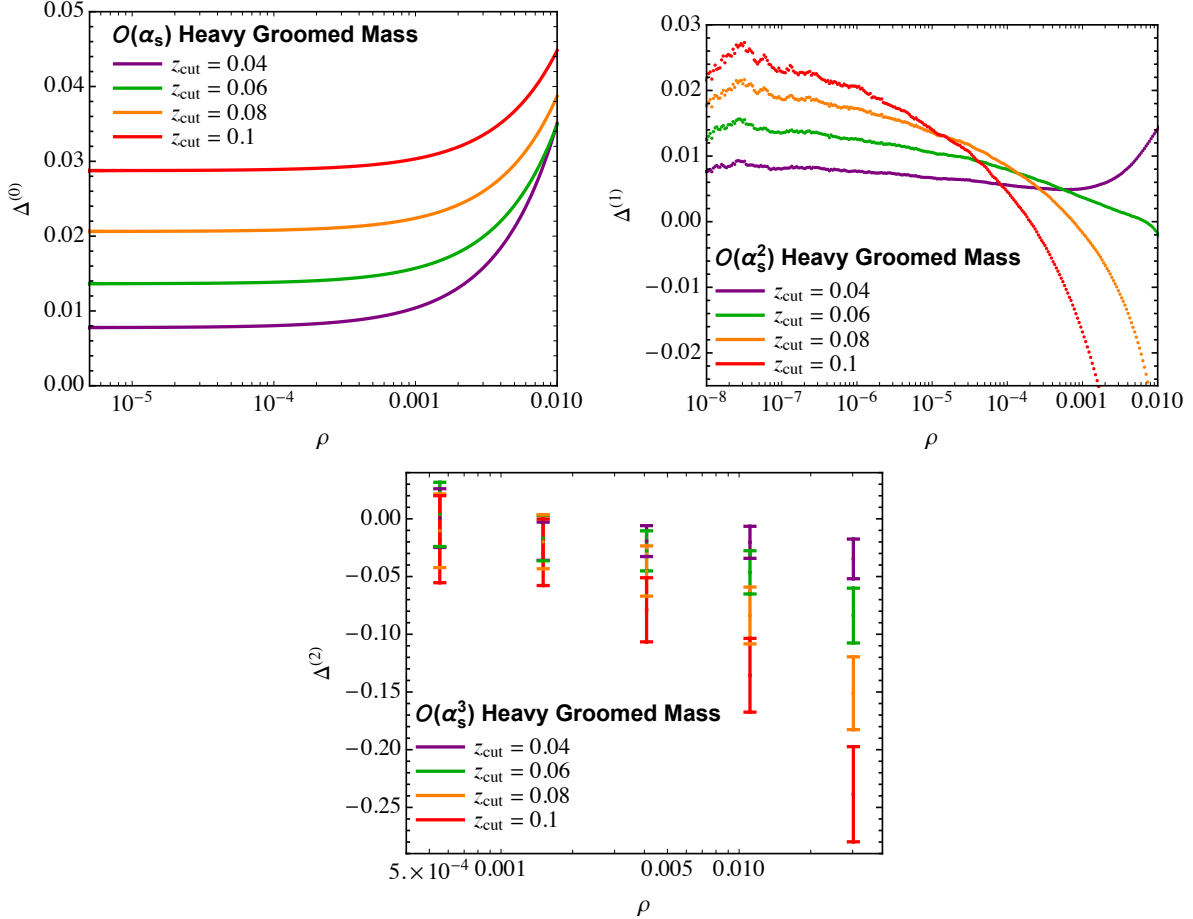 O(αs) Heavy Groomed Mass
zcut = 0.04
zcut = 0.06
zcut = 0.08
zcut = 0.1
0.05
0.04
0.03
0.02
0.01
0.00
Δ(0)
10−5
10−4
0.001
0.010
ρ
0.03
0.02
0.01
0.00
−0.01
−0.02
Δ(1)
O(αs2) Heavy Groomed Mass
zcut = 0.04
zcut = 0.06
zcut = 0.08
zcut = 0.1
10−8
10−7
10−6
10−5
10−4
0.001
0.010
ρ
0.00
−0.05
−0.10
−0.15
−0.20
−0.25
Δ(2)
O(αs3) Heavy Groomed Mass
zcut = 0.04
zcut = 0.06
zcut = 0.08
zcut = 0.1
5.×10−4
0.001
0.005
0.010
ρ